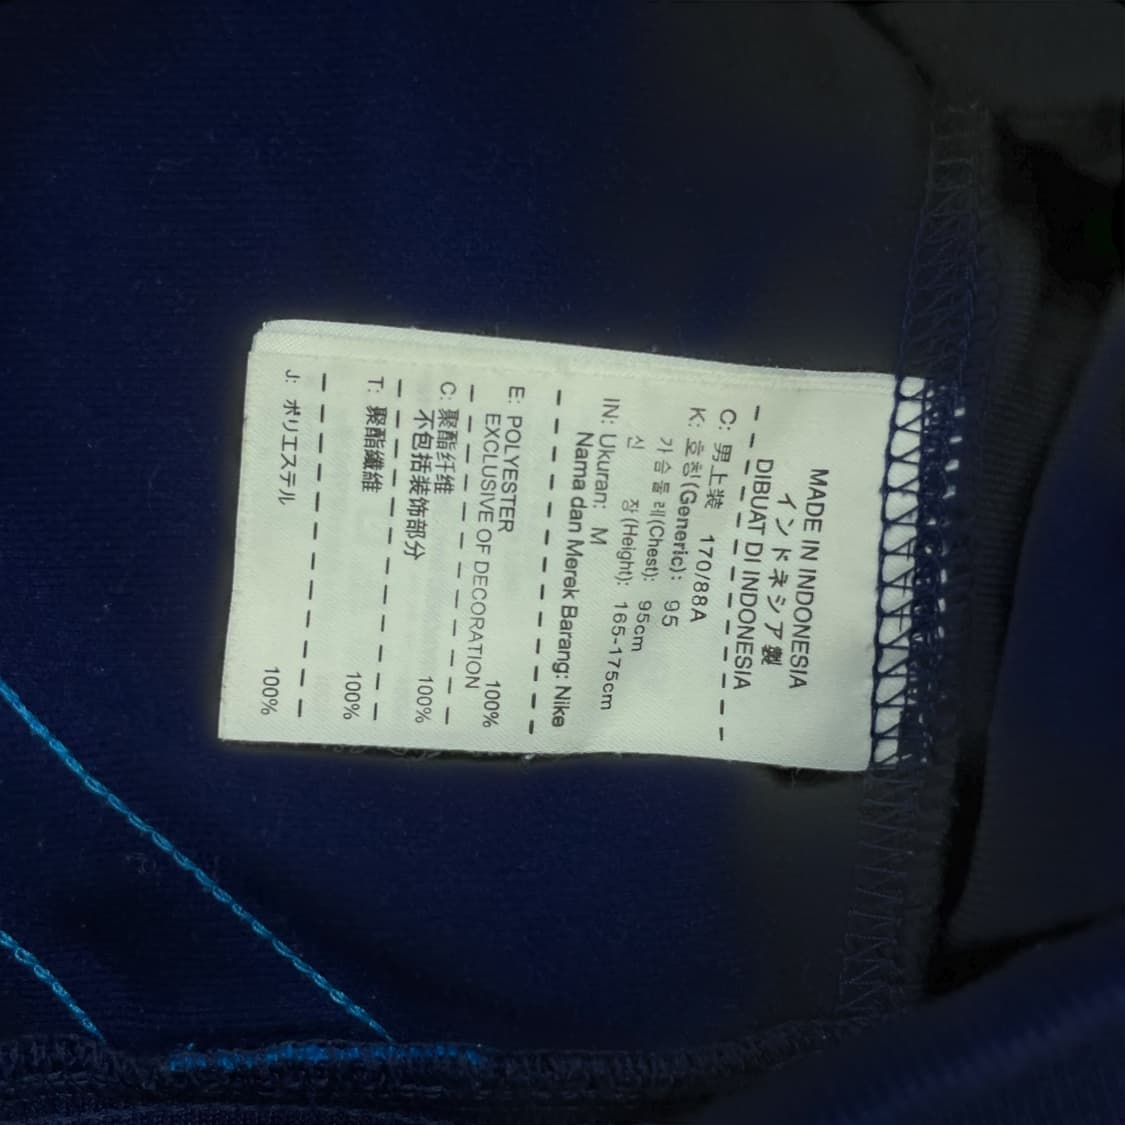 MADE IN INDONESIA
インドネシア製
DIBUAT DI INDONESIA
C: 男上装 170/88A
K: 호칭(Generic): 95
가슴둘레(Chest): 95cm
신 장(Height): 165-175cm
IN: Ukuran: M
Nama dan Merek Barang: Nike
E: POLYESTER 100%
EXCLUSIVE OF DECORATION
C: 聚酯纤维 100%
不包括装饰部分
T: 聚酯纖維 100%
J: ポリエステル 100%